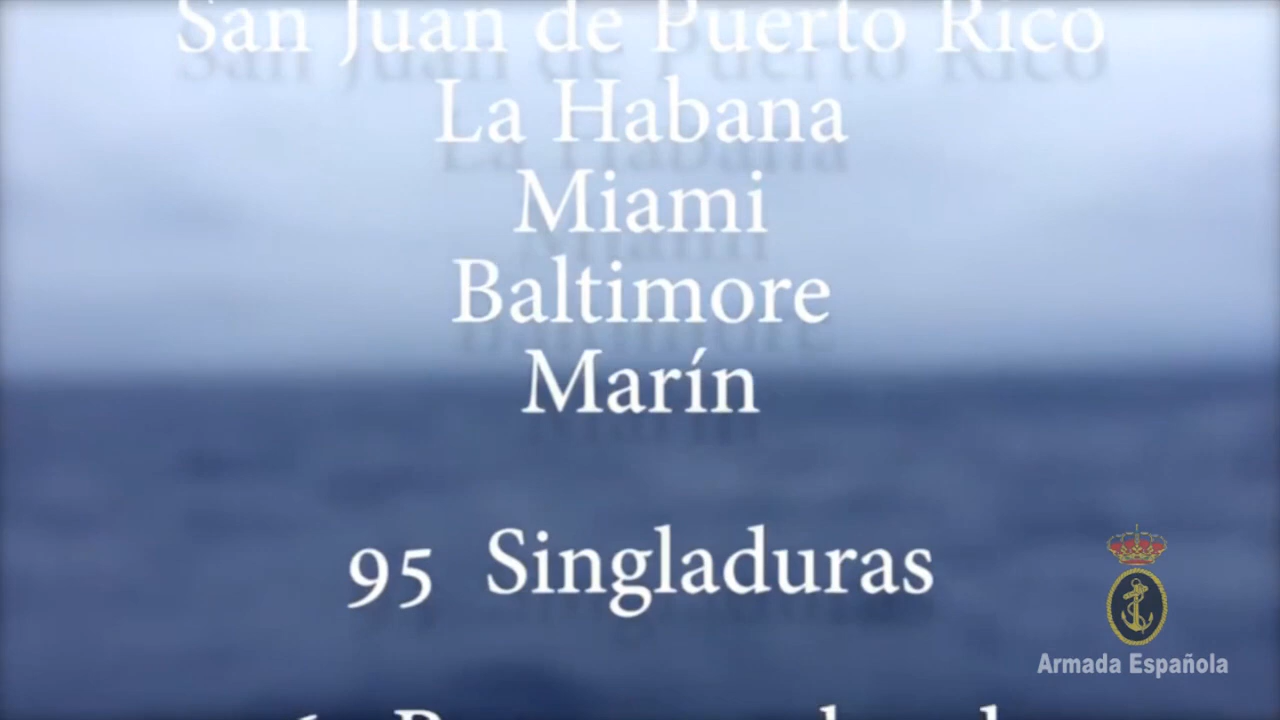 San Juan de Puerto Rico
La Habana
Miami
Baltimore
Marín
95 Singladuras
Armada Española